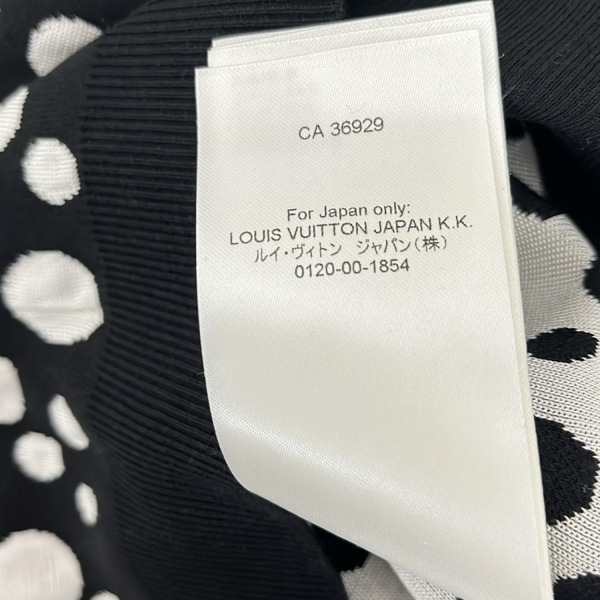 CA 36929
For Japan only:
LOUIS VUITTON JAPAN K.K.
ルイ・ヴィトン ジャパン(株)
0120-00-1854